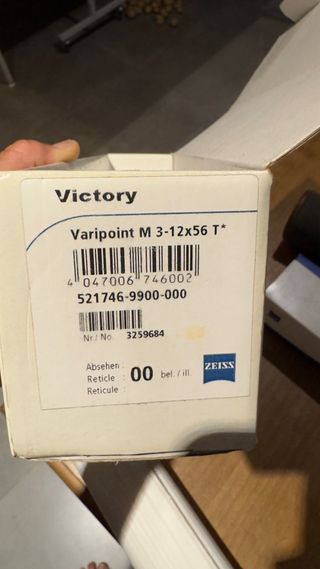 Victory
Varipoint M 3-12x56 T*
4 047006 746002
521746-9900-000
Nr./ No. 3259684
Absehen :
Reticle : 00 bel. / ill.
Reticule :
ZEISS